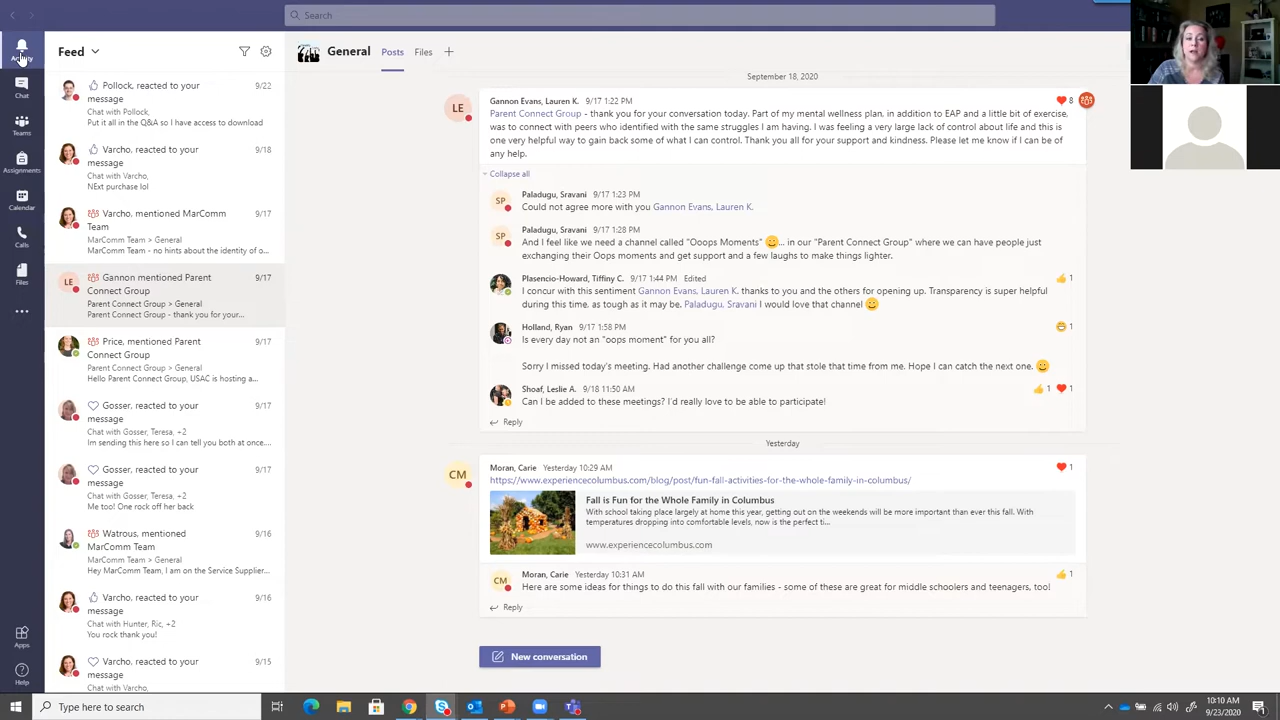 Search
Activity
Chat
Teams
Assignments
Calendar
Calls
Files
Apps
Help
Feed
Pollock, reacted to your message 9/22
Chat with Pollock,
Put it all in the Q&A so I have access to download
Varcho, reacted to your message 9/18
Chat with Varcho,
NExt purchase lol
Varcho, mentioned MarComm Team 9/17
MarComm Team > General
MarComm Team - no hints about the identity of o...
Gannon mentioned Parent Connect Group 9/17
Parent Connect Group > General
Parent Connect Group - thank you for your...
Price, mentioned Parent Connect Group 9/17
Parent Connect Group > General
Hello Parent Connect Group, USAC is hosting a...
Gosser, reacted to your message 9/17
Chat with Gosser, Teresa, +2
Im sending this here so I can tell you both at once....
Gosser, reacted to your message 9/17
Chat with Gosser, Teresa, +2
Me too! One rock off her back
Watrous, mentioned MarComm Team 9/16
MarComm Team > General
Hey MarComm Team, I am on the Service Supplier...
Varcho, reacted to your message 9/16
Chat with Hunter, Ric, +2
You rock thank you!
Varcho, reacted to your message 9/15
Chat with Varcho,
General Posts Files
September 18, 2020
LE
Gannon Evans, Lauren K. 9/17 1:22 PM 8
Parent Connect Group - thank you for your conversation today. Part of my mental wellness plan, in addition to EAP and a little bit of exercise,
was to connect with peers who identified with the same struggles I am having. I was feeling a very large lack of control about life and this is
one very helpful way to gain back some of what I can control. Thank you all for your support and kindness. Please let me know if I can be of
any help.
Collapse all
SP
Paladugu, Sravani 9/17 1:23 PM
Could not agree more with you Gannon Evans, Lauren K.
SP
Paladugu, Sravani 9/17 1:28 PM
And I feel like we need a channel called "Ooops Moments" ... in our "Parent Connect Group" where we can have people just
exchanging their Oops moments and get support and a few laughs to make things lighter.
Plasencio-Howard, Tiffiny C. 9/17 1:44 PM Edited 1
I concur with this sentiment Gannon Evans, Lauren K. thanks to you and the others for opening up. Transparency is super helpful
during this time, as tough as it may be. Paladugu, Sravani I would love that channel
Holland, Ryan 9/17 1:58 PM 1
Is every day not an "oops moment" for you all?
Sorry I missed today's meeting. Had another challenge come up that stole that time from me. Hope I can catch the next one.
Shoaf, Leslie A. 9/18 11:50 AM 1 1
Can I be added to these meetings? I'd really love to be able to participate!
Reply
Yesterday
CM
Moran, Carie Yesterday 10:29 AM 1
https://www.experiencecolumbus.com/blog/post/fun-fall-activities-for-the-whole-family-in-columbus/
Fall is Fun for the Whole Family in Columbus
With school taking place largely at home this year, getting out on the weekends will be more important than ever this fall. With
temperatures dropping into comfortable levels, now is the perfect ti...
www.experiencecolumbus.com
CM
Moran, Carie Yesterday 10:31 AM 1
Here are some ideas for things to do this fall with our families - some of these are great for middle schoolers and teenagers, too!
Reply
New conversation
LE
Type here to search
10:10 AM
9/23/2020